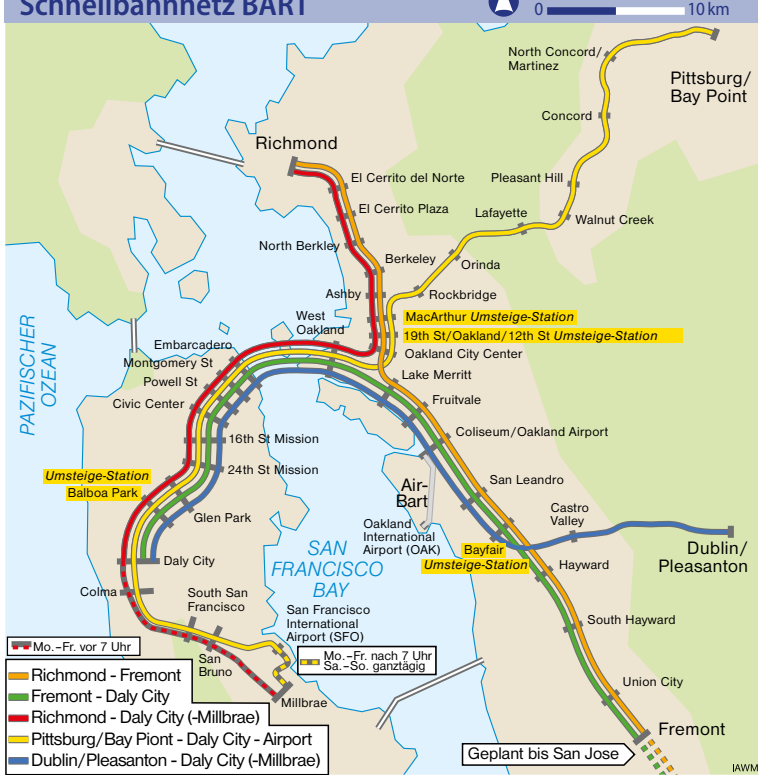 Schnellbahnnetz BART
0 10 km
North Concord/
Martinez
Pittsburg/
Bay Point
Concord
Richmond
El Cerrito del Norte
Pleasant Hill
El Cerrito Plaza
Lafayette
Walnut Creek
North Berkley
Berkeley
Orinda
Ashby
Rockbridge
West
Oakland
MacArthur Umsteige-Station
19th St/Oakland/12th St Umsteige-Station
Embarcadero
Oakland City Center
Montgomery St
Powell St
Lake Merritt
Civic Center
Fruitvale
PAZIFISCHER
OZEAN
16th St Mission
Coliseum/Oakland Airport
24th St Mission
Umsteige-Station
Balboa Park
San Leandro
Air-
Bart
Glen Park
Castro
Valley
Oakland
International
Airport (OAK)
SAN
FRANCISCO
BAY
Bayfair
Umsteige-Station
Dublin/
Pleasanton
Daly City
Hayward
Colma
South San
Francisco
San Francisco
International
Airport (SFO)
South Hayward
Mo.-Fr. vor 7 Uhr
Mo.-Fr. nach 7 Uhr
Sa.-So. ganztägig
San
Bruno
Union City
Millbrae
Richmond - Fremont
Fremont - Daly City
Richmond - Daly City (-Millbrae)
Pittsburg/Bay Piont - Daly City - Airport
Dublin/Pleasanton - Daly City (-Millbrae)
Fremont
Geplant bis San Jose
IAWM